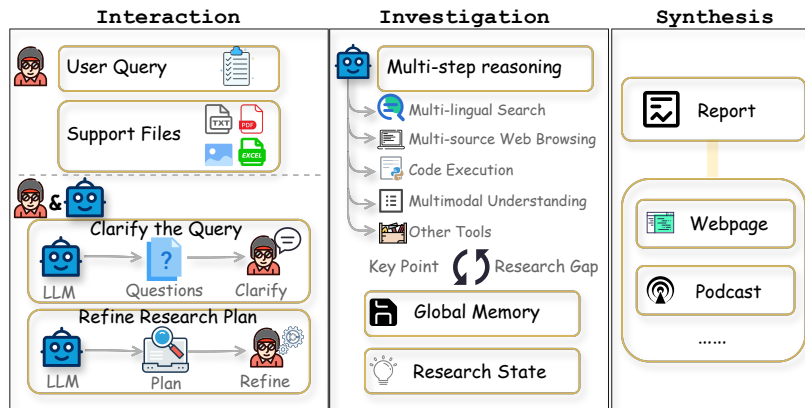 Interaction
User Query
Support Files
TXT
PDF
EXCEL
&
Clarify the Query
?
LLM
Questions
Clarify
Refine Research Plan
LLM
Plan
Refine
Investigation
Multi-step reasoning
Multi-lingual Search
Multi-source Web Browsing
Code Execution
Multimodal Understanding
Other Tools
Key Point
Research Gap
Global Memory
Research State
Synthesis
Report
Webpage
Podcast
......